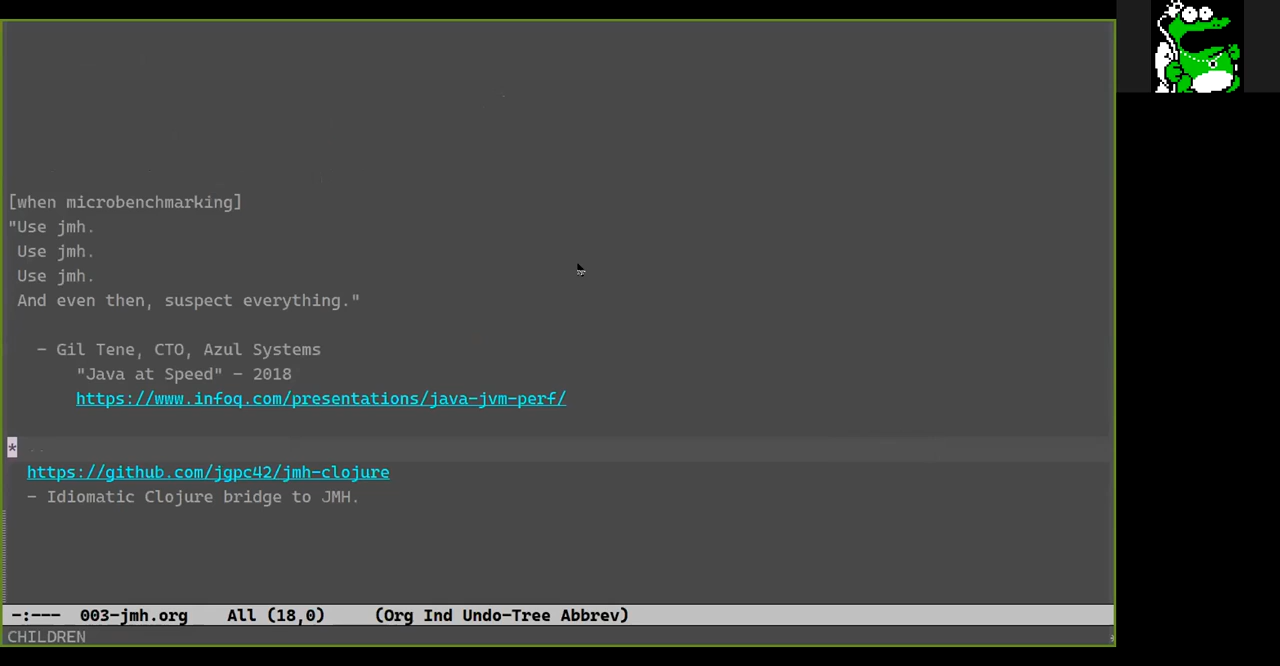 [when microbenchmarking]
"Use jmh.
Use jmh.
Use jmh.
And even then, suspect everything."
- Gil Tene, CTO, Azul Systems
"Java at Speed" - 2018
https://www.infoq.com/presentations/java-jvm-perf/
* ..
https://github.com/jgpc42/jmh-clojure
- Idiomatic Clojure bridge to JMH.
-:--- 003-jmh.org All (18,0) (Org Ind Undo-Tree Abbrev)
CHILDREN